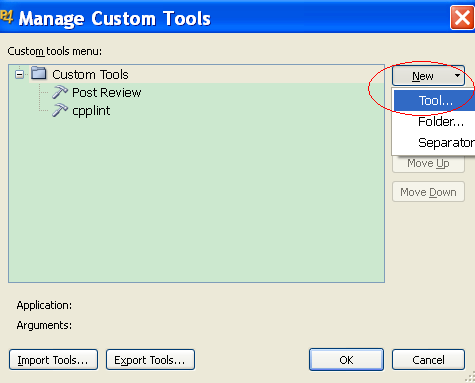 P4 Manage Custom Tools
Custom tools menu:
Custom Tools
Post Review
cpplint
New
Tool...
Folder...
Separator
Move Up
Move Down
Application:
Arguments:
Import Tools...
Export Tools...
OK
Cancel